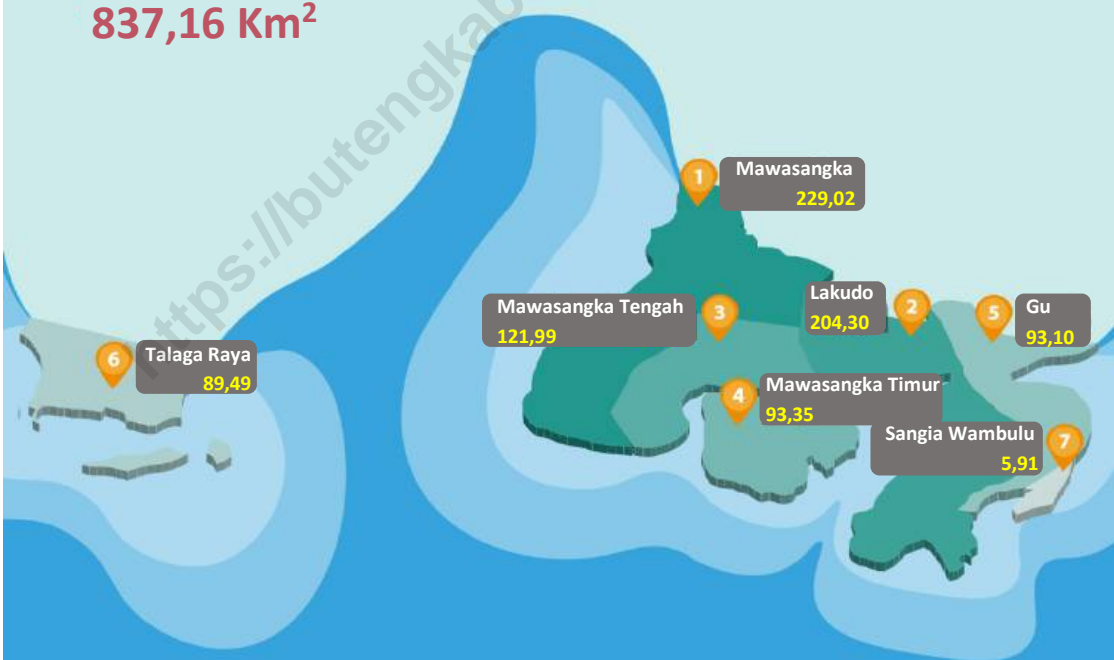 837,16 Km²
https://butengkab
1
Mawasangka
229,02
Mawasangka Tengah
121,99
3
Lakudo
204,30
2
5
Gu
93,10
6
Talaga Raya
89,49
4
Mawasangka Timur
93,35
Sangia Wambulu
5,91
7